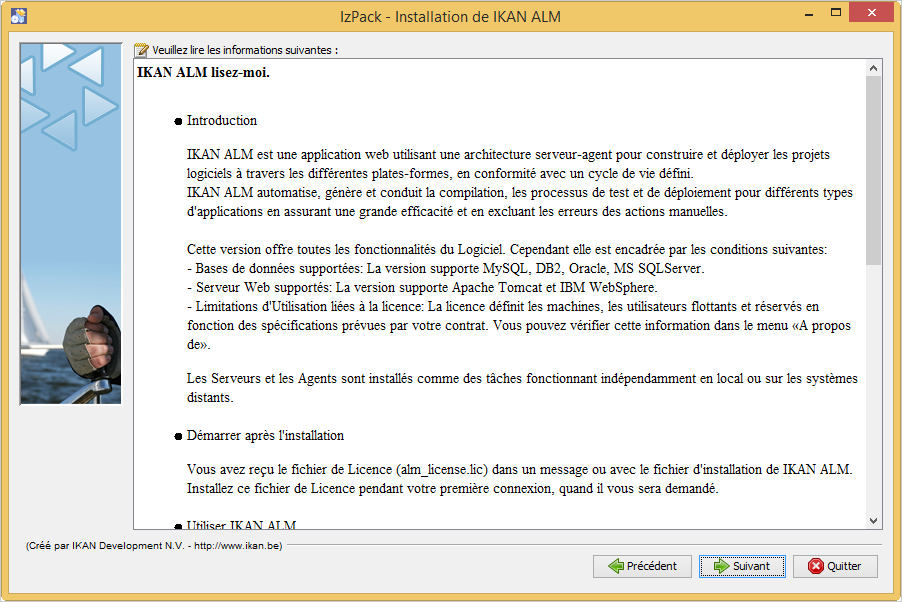 IzPack - Installation de IKAN ALM
Veuillez lire les informations suivantes :
IKAN ALM lisez-moi.
● Introduction
IKAN ALM est une application web utilisant une architecture serveur-agent pour construire et déployer les projets
logiciels à travers les différentes plates-formes, en conformité avec un cycle de vie défini.
IKAN ALM automatise, génère et conduit la compilation, les processus de test et de déploiement pour différents types
d'applications en assurant une grande efficacité et en excluant les erreurs des actions manuelles.
Cette version offre toutes les fonctionnalités du Logiciel. Cependant elle est encadrée par les conditions suivantes:
- Bases de données supportées: La version supporte MySQL, DB2, Oracle, MS SQLServer.
- Serveur Web supportés: La version supporte Apache Tomcat et IBM WebSphere.
- Limitations d'Utilisation liées à la licence: La licence définit les machines, les utilisateurs flottants et réservés en
fonction des spécifications prévues par votre contrat. Vous pouvez vérifier cette information dans le menu «A propos
de».
Les Serveurs et les Agents sont installés comme des tâches fonctionnant indépendamment en local ou sur les systèmes
distants.
● Démarrer après l'installation
Vous avez reçu le fichier de Licence (alm_license.lic) dans un message ou avec le fichier d'installation de IKAN ALM.
Installez ce fichier de Licence pendant votre première connexion, quand il vous sera demandé.
● Utiliser IKAN ALM
(Créé par IKAN Development N.V. - http://www.ikan.be)
Précédent
Suivant
Quitter